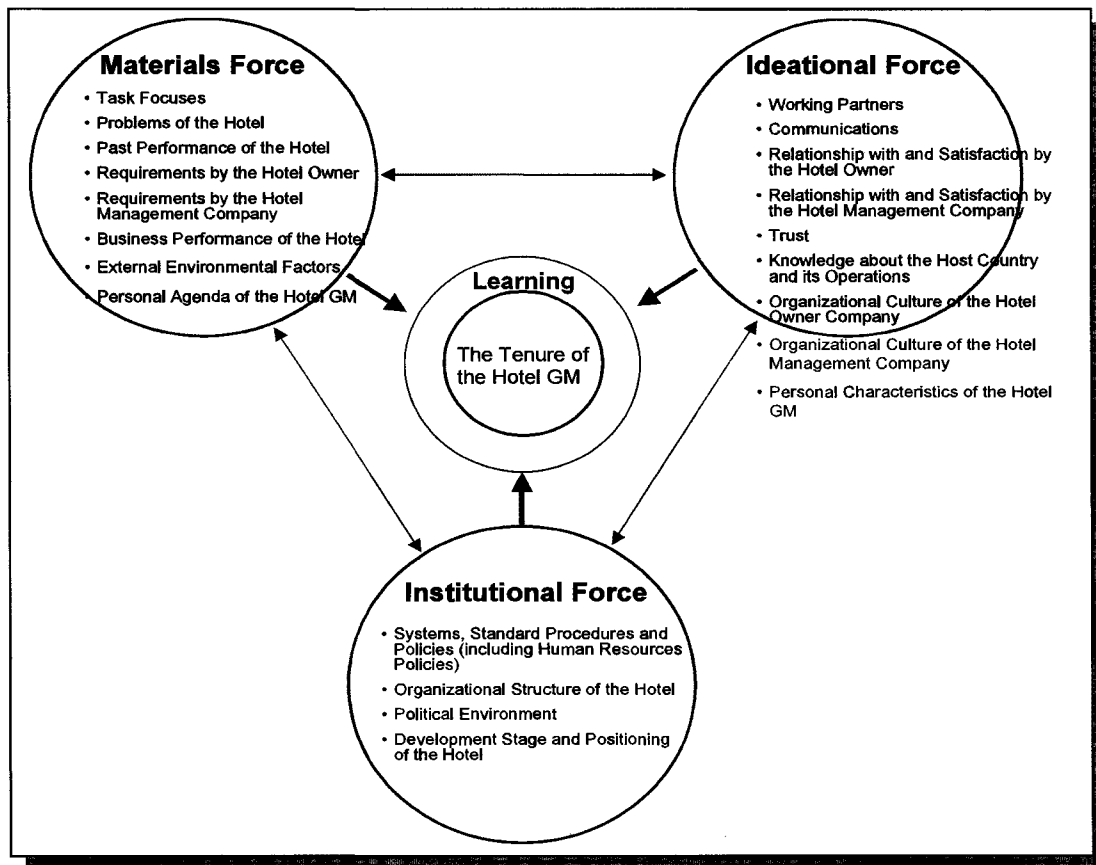 Materials Force
• Task Focuses
• Problems of the Hotel
• Past Performance of the Hotel
• Requirements by the Hotel Owner
• Requirements by the Hotel
Management Company
• Business Performance of the Hotel
• External Environmental Factors
• Personal Agenda of the Hotel GM
Ideational Force
• Working Partners
• Communications
• Relationship with and Satisfaction by
the Hotel Owner
• Relationship with and Satisfaction by
the Hotel Management Company
• Trust
• Knowledge about the Host Country
and its Operations
• Organizational Culture of the Hotel
Owner Company
• Organizational Culture of the Hotel
Management Company
• Personal Characteristics of the Hotel
GM
Learning
The Tenure of
the Hotel GM
Institutional Force
• Systems, Standard Procedures and
Policies (including Human Resources
Policies)
• Organizational Structure of the Hotel
• Political Environment
• Development Stage and Positioning
of the Hotel